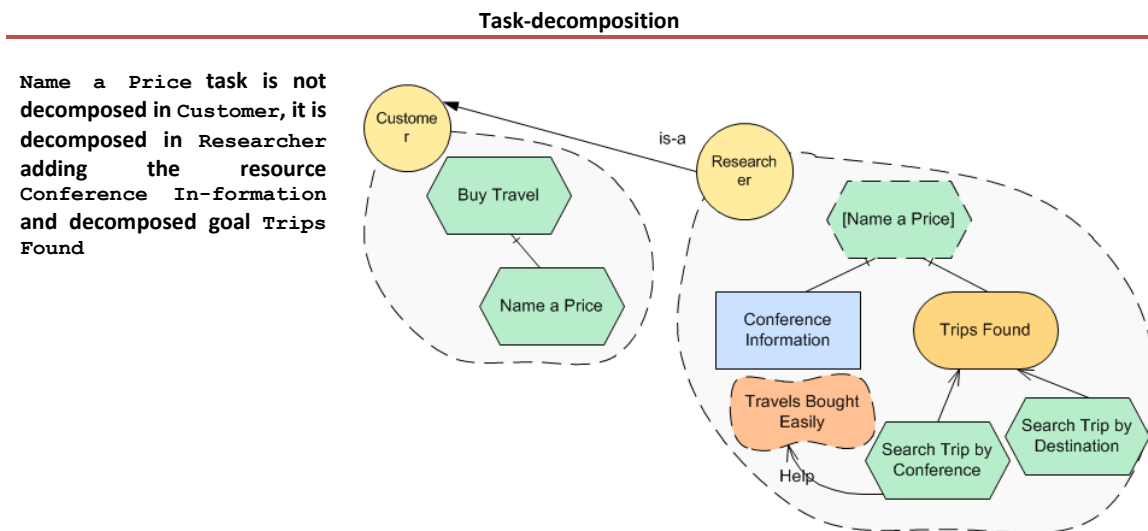 Task-decomposition
Name a Price task is not
decomposed in Customer, it is
decomposed in Researcher
adding the resource
Conference In-formation
and decomposed goal Trips
Found
Custome
r
is-a
Research
er
Buy Travel
[Name a Price]
Name a Price
Conference
Information
Trips Found
Travels Bought
Easily
Search Trip by
Destination
Search Trip by
Conference
Help